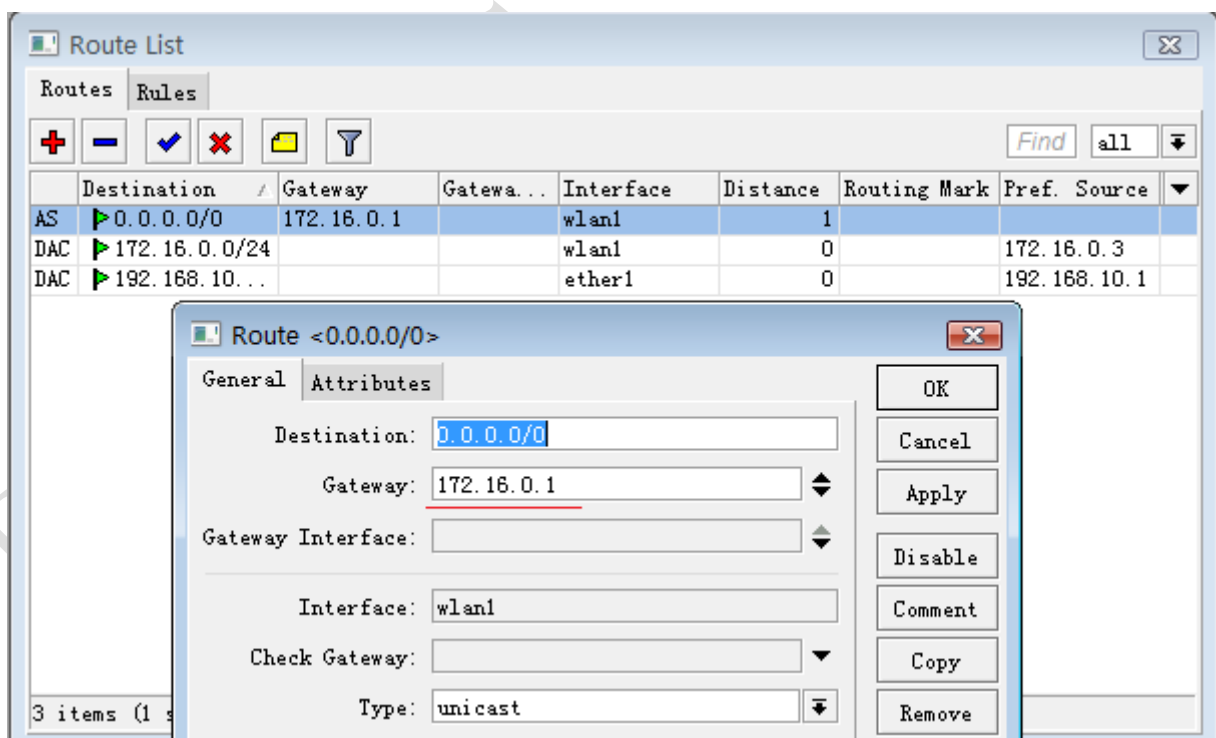 Route List
Routes Rules
Find all
Destination Gateway Gatewa... Interface Distance Routing Mark Pref. Source
AS 0.0.0.0/0 172.16.0.1 wlan1 1
DAC 172.16.0.0/24 wlan1 0 172.16.0.3
DAC 192.168.10... ether1 0 192.168.10.1
Route <0.0.0.0/0>
General Attributes
OK
Destination: 0.0.0.0/0
Cancel
Gateway: 172.16.0.1
Apply
Gateway Interface:
Disable
Interface: wlan1
Comment
Check Gateway:
Copy
Type: unicast
Remove
3 items (1